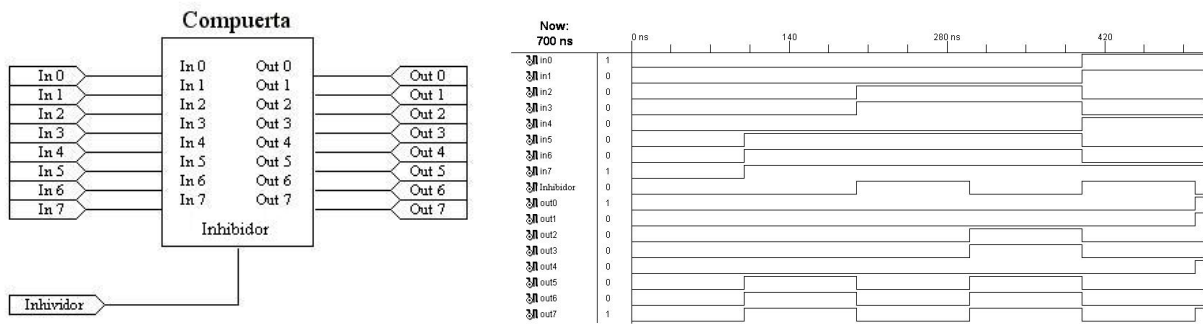 Compuerta
In 0
In 1
In 2
In 3
In 4
In 5
In 6
In 7
In 0 Out 0
In 1 Out 1
In 2 Out 2
In 3 Out 3
In 4 Out 4
In 5 Out 5
In 6 Out 6
In 7 Out 7
Inhibidor
Out 0
Out 1
Out 2
Out 3
Out 4
Out 5
Out 6
Out 7
Inhividor
Now:
700 ns
0 ns 140 280 ns 420
in0 1
in1 0
in2 0
in3 0
in4 0
in5 0
in6 0
in7 1
Inhibidor 0
out0 1
out1 0
out2 0
out3 0
out4 0
out5 0
out6 0
out7 1